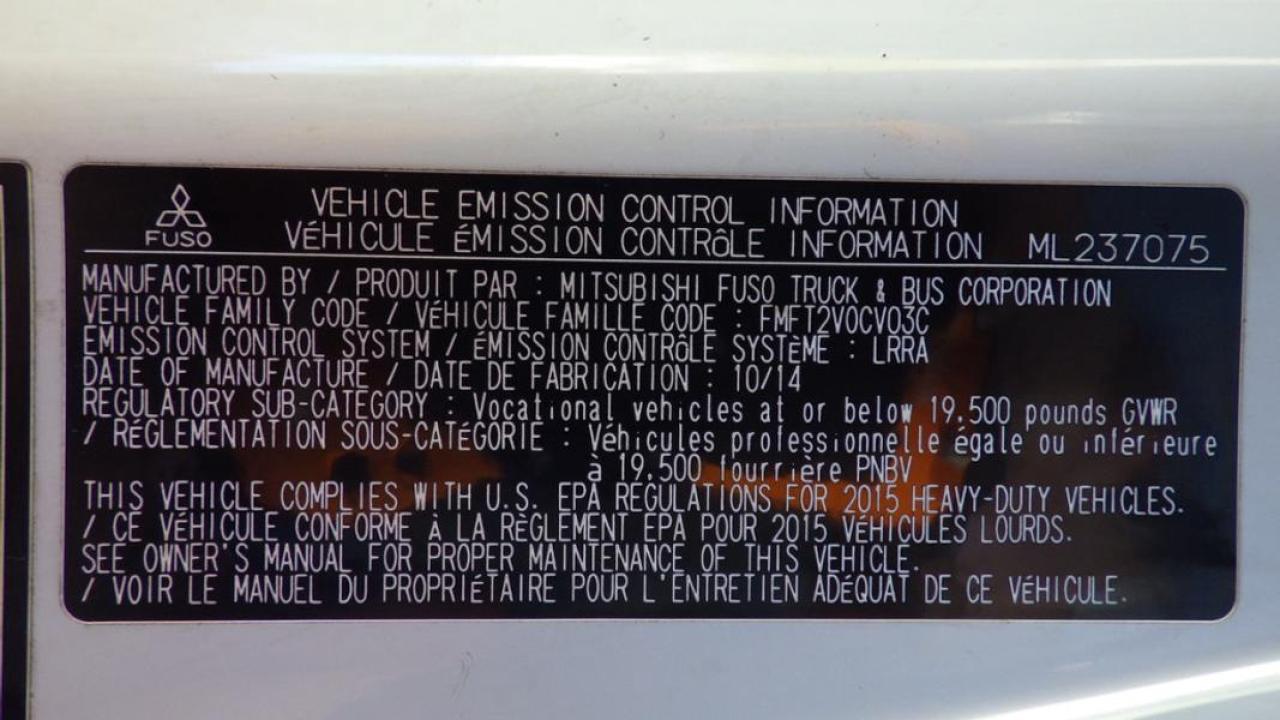 VEHICLE EMISSION CONTROL INFORMATION
FUSO VÉHICULE ÉMISSION CONTRôLE INFORMATION ML237075
MANUFACTURED BY / PRODUIT PAR : MITSUBISHI FUSO TRUCK & BUS CORPORATION
VEHICLE FAMILY CODE / VÉHICULE FAMILLE CODE : FMFT2VOCV03C
EMISSION CONTROL SYSTEM / ÉMISSION CONTRôLE SYSTÈME : LRRA
DATE OF MANUFACTURE / DATE DE FABRICATION : 10/14
REGULATORY SUB-CATEGORY : Vocational vehicles at or below 19,500 pounds GVWR
/ RÉGLEMENTATION SOUS-CATÉGORIE : Véhicules professionnelle égale ou inférieure
à 19,500 fourrière PNBV
THIS VEHICLE COMPLIES WITH U.S. EPA REGULATIONS FOR 2015 HEAVY-DUTY VEHICLES.
/ CE VÉHICULE CONFORME À LA RÈGLEMENT EPA POUR 2015 VÉHICULES LOURDS.
SEE OWNER'S MANUAL FOR PROPER MAINTENANCE OF THIS VEHICLE.
/ VOIR LE MANUEL DU PROPRIÉTAIRE POUR L'ENTRETIEN ADÉQUAT DE CE VÉHICULE.